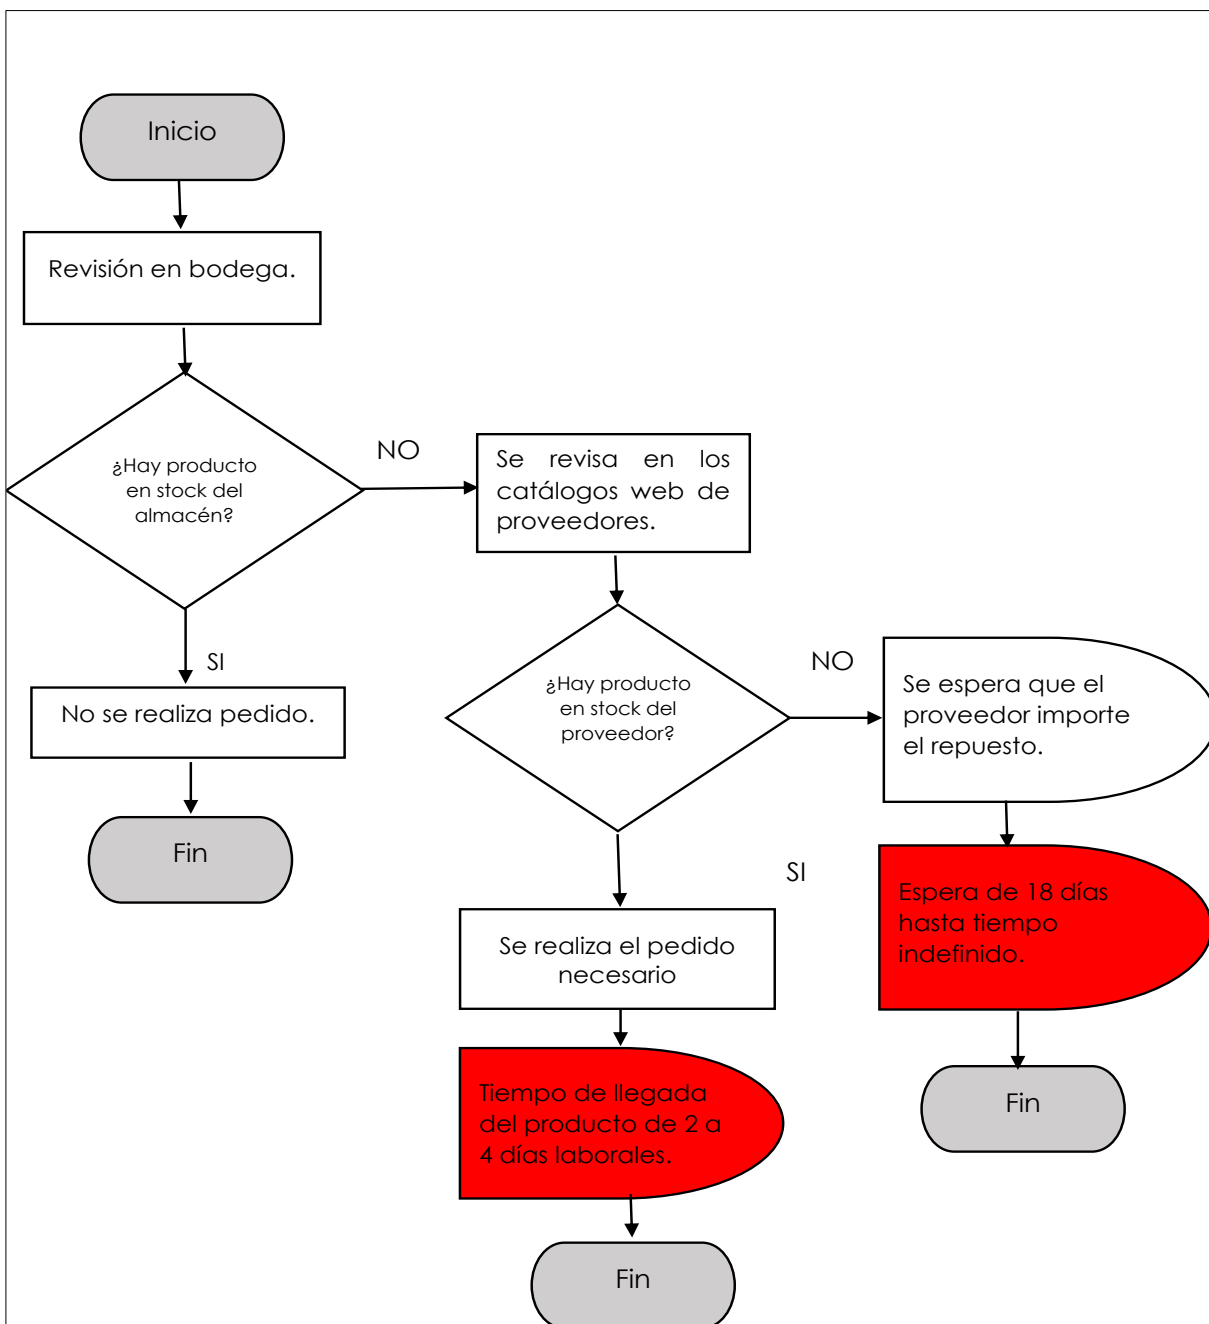 Inicio
Revisión en bodega.
¿Hay producto
en stock del
almacén?
NO
Se revisa en los
catálogos web de
proveedores.
SI
No se realiza pedido.
Fin
¿Hay producto
en stock del
proveedor?
NO
Se espera que el
proveedor importe
el repuesto.
SI
Espera de 18 días
hasta tiempo
indefinido.
Se realiza el pedido
necesario
Tiempo de llegada
del producto de 2 a
4 días laborales.
Fin
Fin